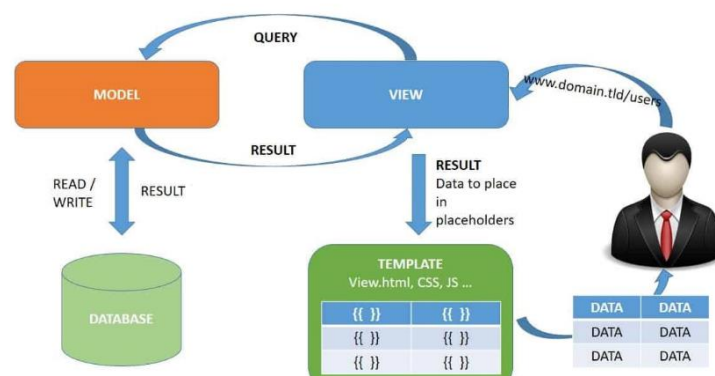 QUERY
MODEL
VIEW
www.domain.tld/users
RESULT
READ /
WRITE
RESULT
RESULT
Data to place
in
placeholders
DATABASE
TEMPLATE
View.html, CSS, JS ...
{{ }} {{ }}
{{ }} {{ }}
{{ }} {{ }}
DATA DATA
DATA DATA
DATA DATA